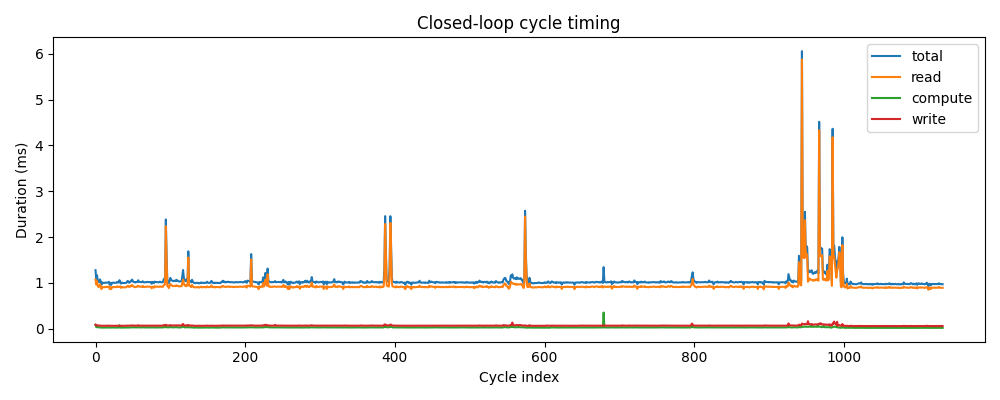 Closed-loop cycle timing
Duration (ms)
6
5
4
3
2
1
0
total
read
compute
write
0
200
400
600
800
1000
Cycle index